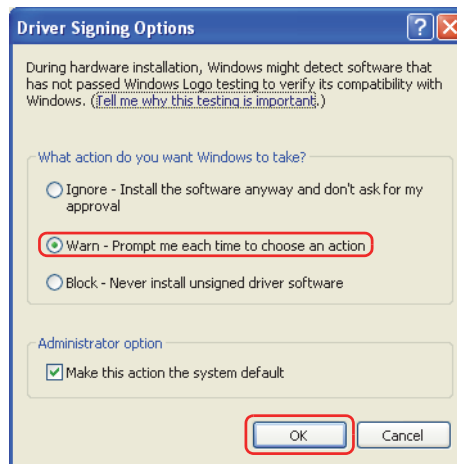 Driver Signing Options
During hardware installation, Windows might detect software that
has not passed Windows Logo testing to verify its compatibility with
Windows. (Tell me why this testing is important.)
What action do you want Windows to take?
Ignore - Install the software anyway and don't ask for my
approval
Warn - Prompt me each time to choose an action
Block - Never install unsigned driver software
Administrator option
Make this action the system default
OK Cancel